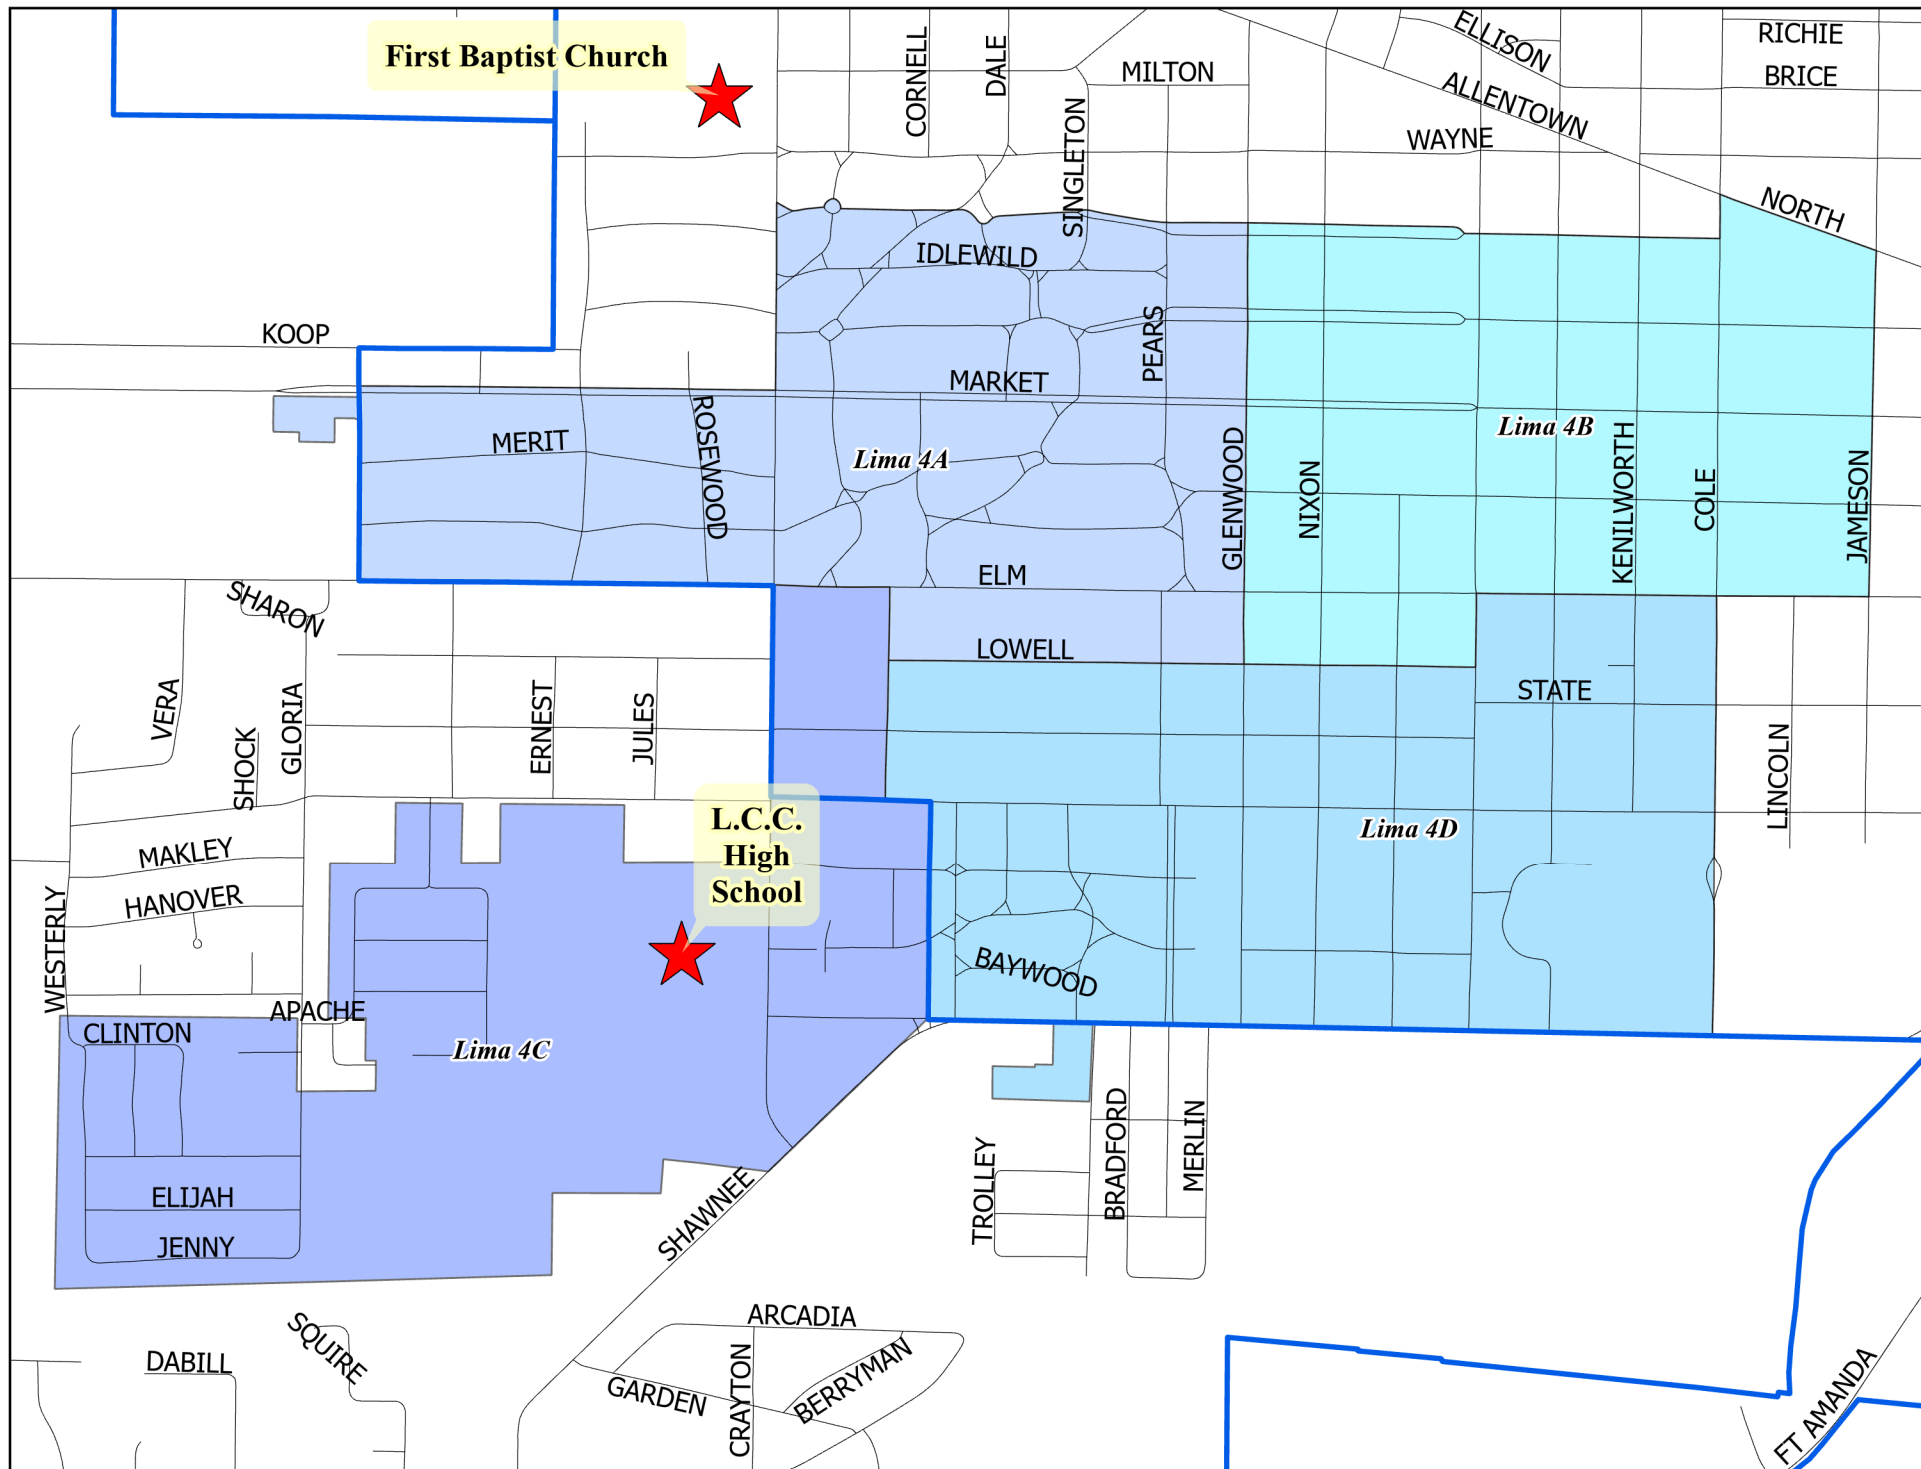 First Baptist Church
CORNELL
DALE
MILTON
SINGLETON
ELLISON
ALLENTOWN
WAYNE
RICHIE
BRICE
NORTH
IDLEWILD
KOOP
PEARS
MARKET
MERIT
ROSEWOOD
Lima 4A
Lima 4B
GLENWOOD
NIXON
KENILWORTH
COLE
JAMESON
ELM
SHARON
LOWELL
STATE
VERA
SHOCK
GLORIA
ERNEST
JULES
LINCOLN
L.C.C.
High
School
Lima 4D
MAKLEY
HANOVER
WESTERLY
BAYWOOD
APACHE
CLINTON
Lima 4C
TROLLEY
BRADFORD
MERLIN
ELIJAH
JENNY
SHAWNEE
SQUIRE
DABILL
ARCADIA
GARDEN
CRAYTON
BERRYMAN
FT AMANDA